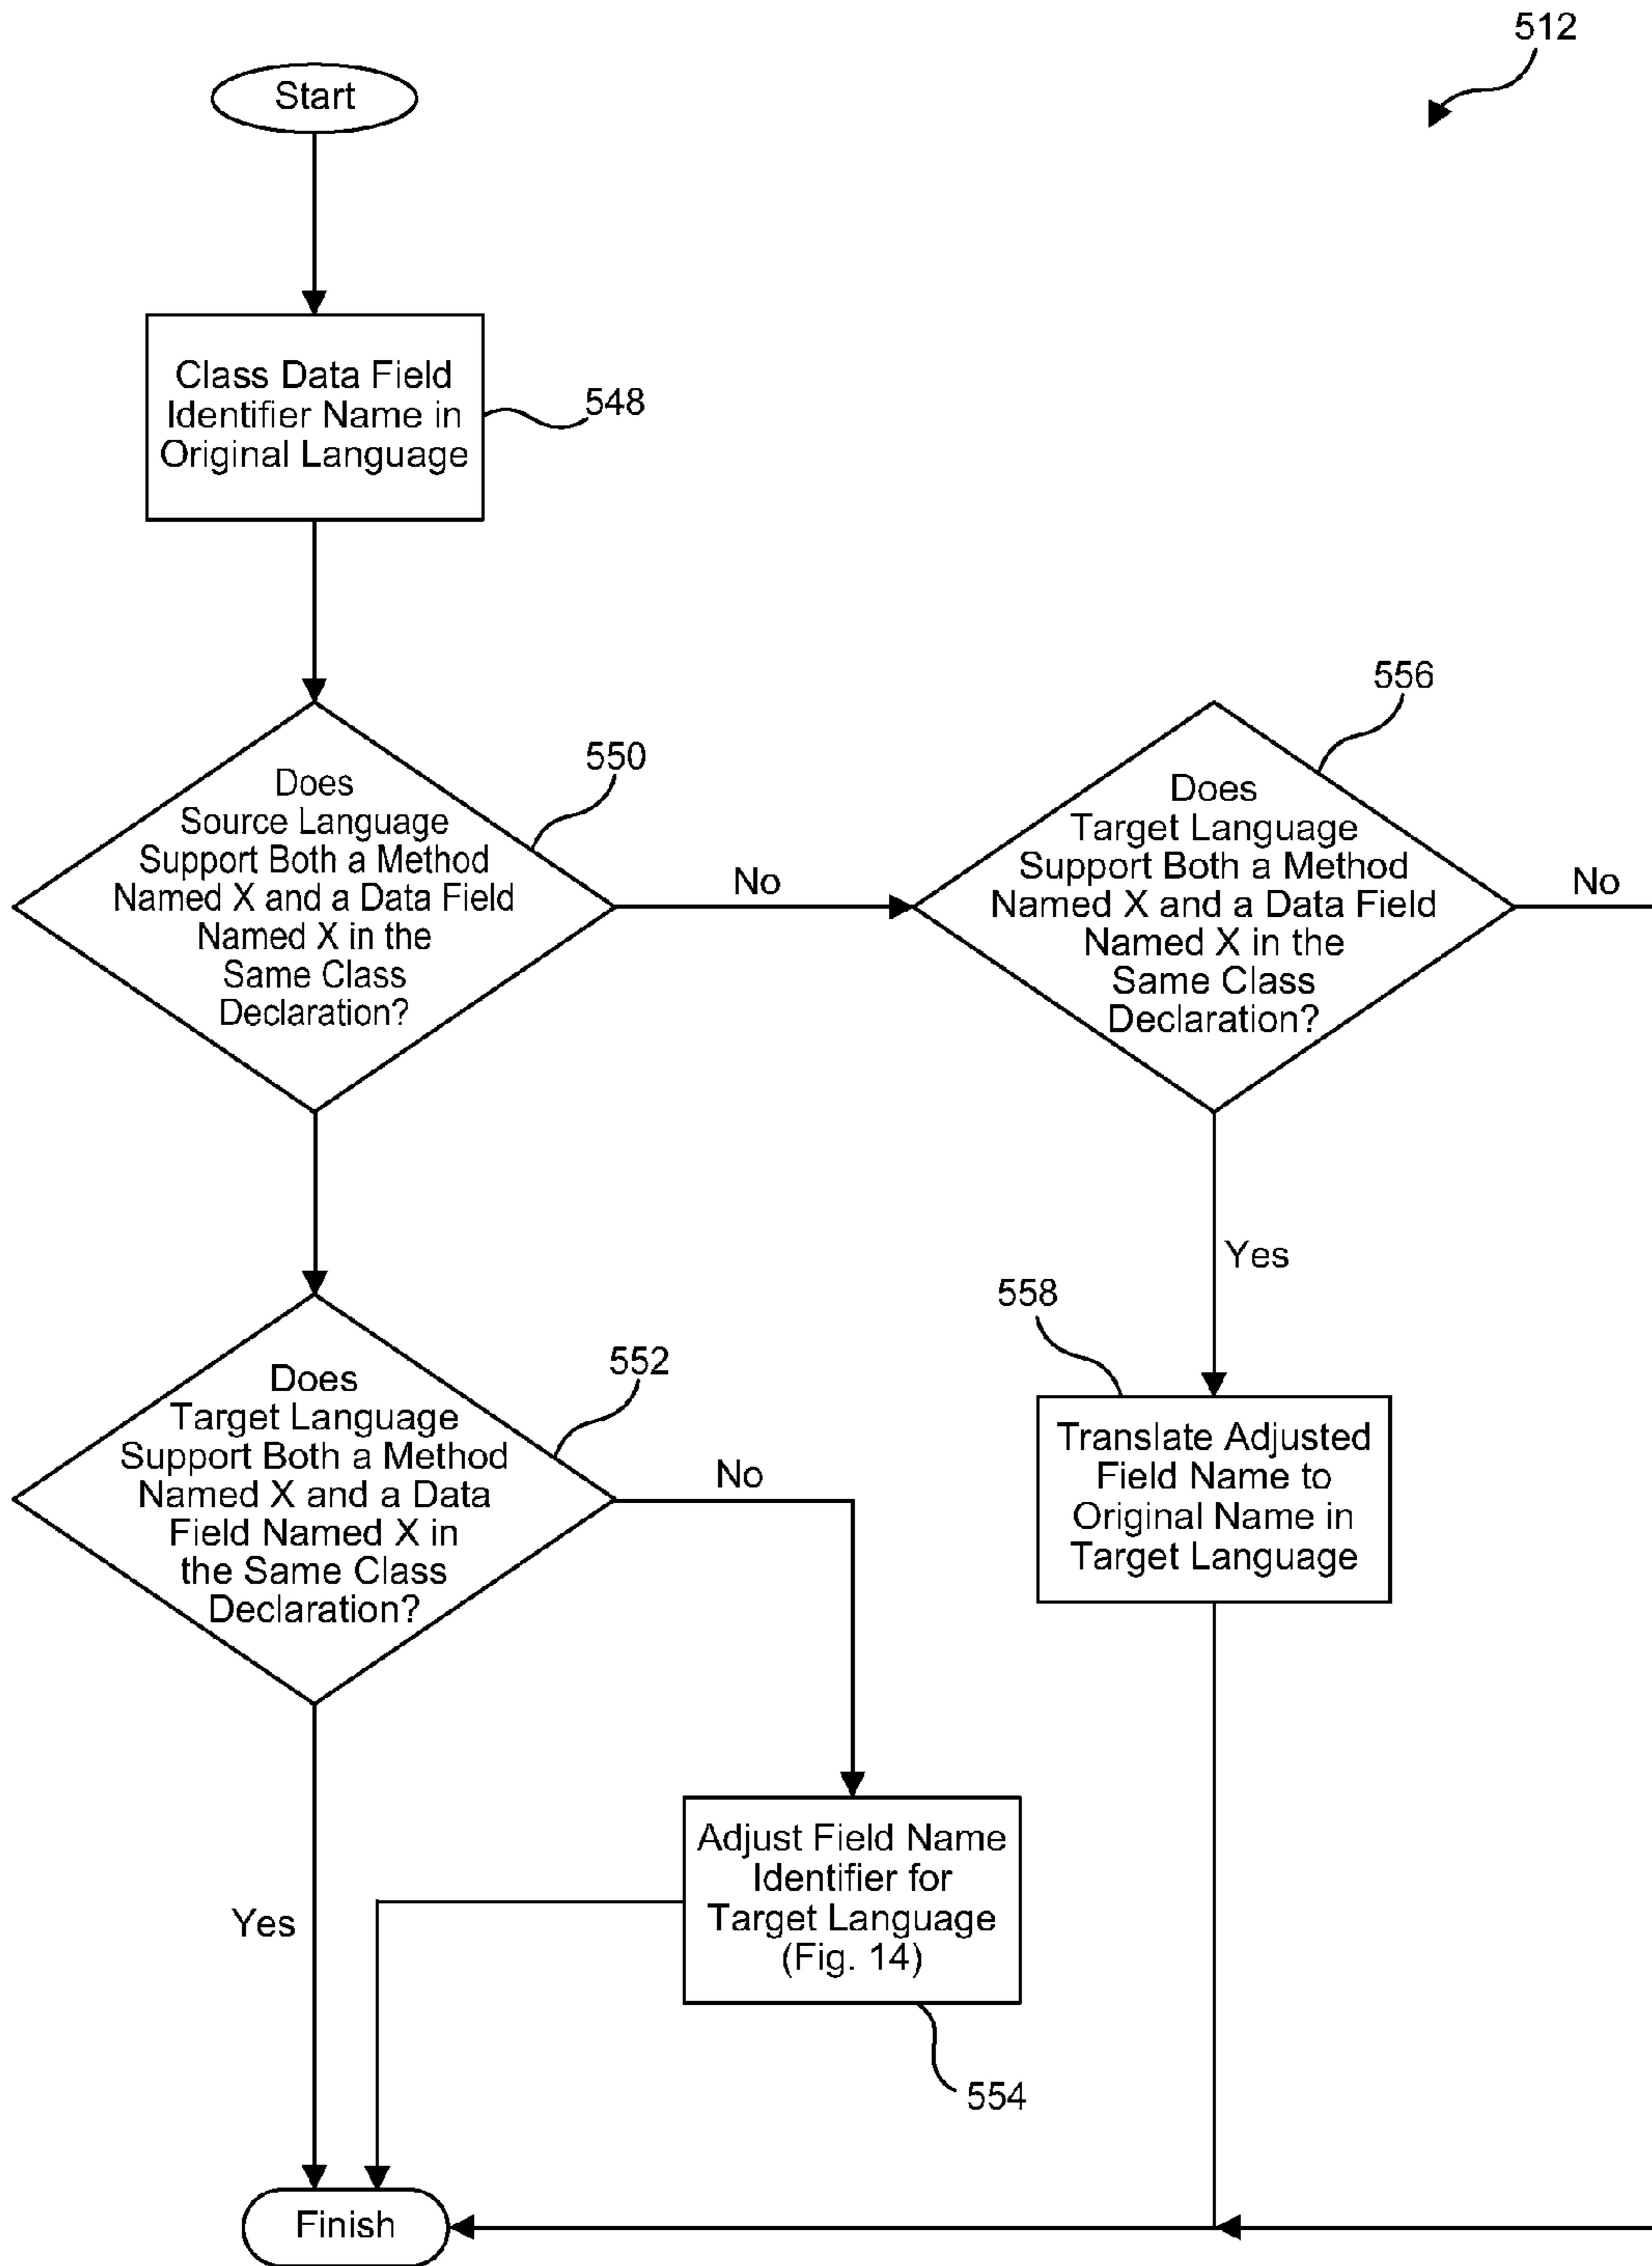 512
Start
Class Data Field
Identifier Name in
Original Language
548
Does
Source Language
Support Both a Method
Named X and a Data Field
Named X in the
Same Class
Declaration?
550
No
Does
Target Language
Support Both a Method
Named X and a Data Field
Named X in the
Same Class
Declaration?
556
No
Yes
Does
Target Language
Support Both a Method
Named X and a Data
Field Named X in
the Same Class
Declaration?
552
No
558
Translate Adjusted
Field Name to
Original Name in
Target Language
Adjust Field Name
Identifier for
Target Language
(Fig. 14)
554
Yes
Finish